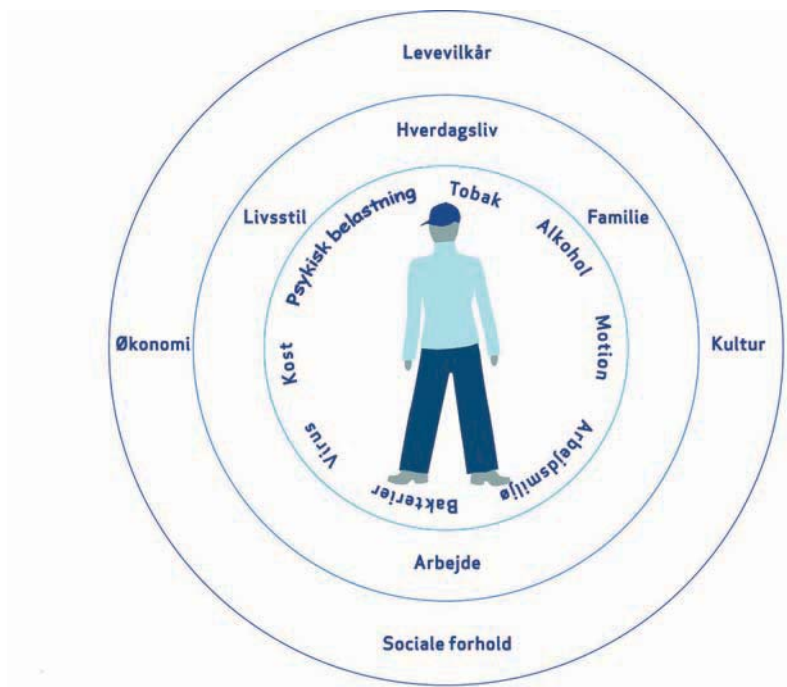 Levevilkår
Hverdagsliv
Livsstil
Familie
Psykisk belastning
Tobak
Alkohol
Motion
Arbejdsmiljø
Bakterier
Virus
Kost
Økonomi
Kultur
Arbejde
Sociale forhold